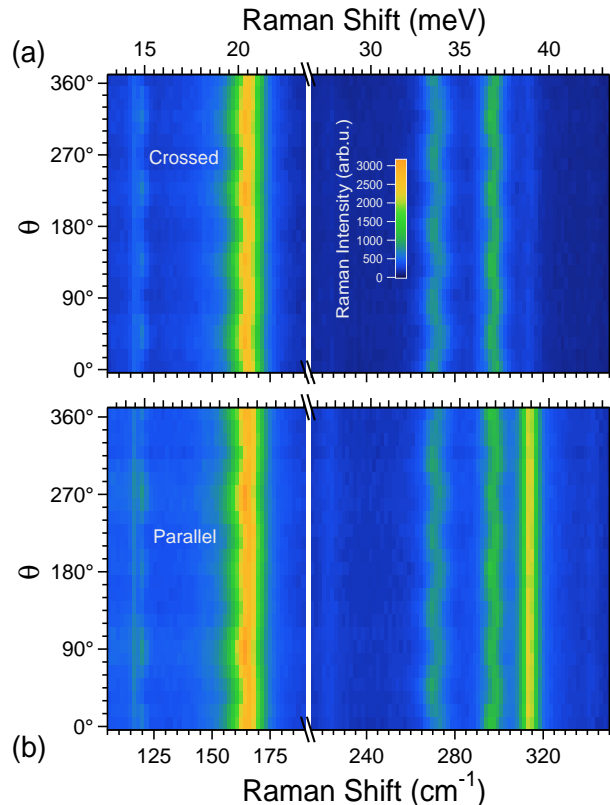 Raman Shift (meV)
15 20 30 35 40
(a)
360°
270°
180°
90°
0°
θ
Crossed
Raman Intensity (arb.u.)
3000
2500
2000
1500
1000
500
0
360°
270°
180°
90°
0°
θ
Parallel
(b)
125 150 175 240 280 320
Raman Shift (cm⁻¹)